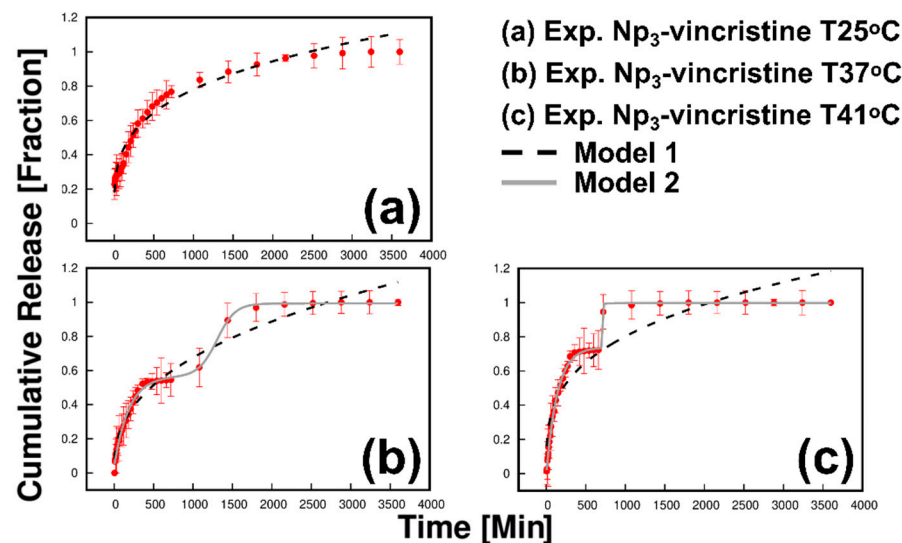 (a) Exp. Np3-vincristine T25oC
(b) Exp. Np3-vincristine T37oC
(c) Exp. Np3-vincristine T41oC
Model 1
Model 2
Cumulative Release [Fraction]
1.2
1
0.8
0.6
0.4
0.2
0
0 500 1000 1500 2000 2500 3000 3500 4000
(a)
1.2
1
0.8
0.6
0.4
0.2
0
0 500 1000 1500 2000 2500 3000 3500 4000
(b)
1.2
1
0.8
0.6
0.4
0.2
0
0 500 1000 1500 2000 2500 3000 3500 4000
(c)
Time [Min]